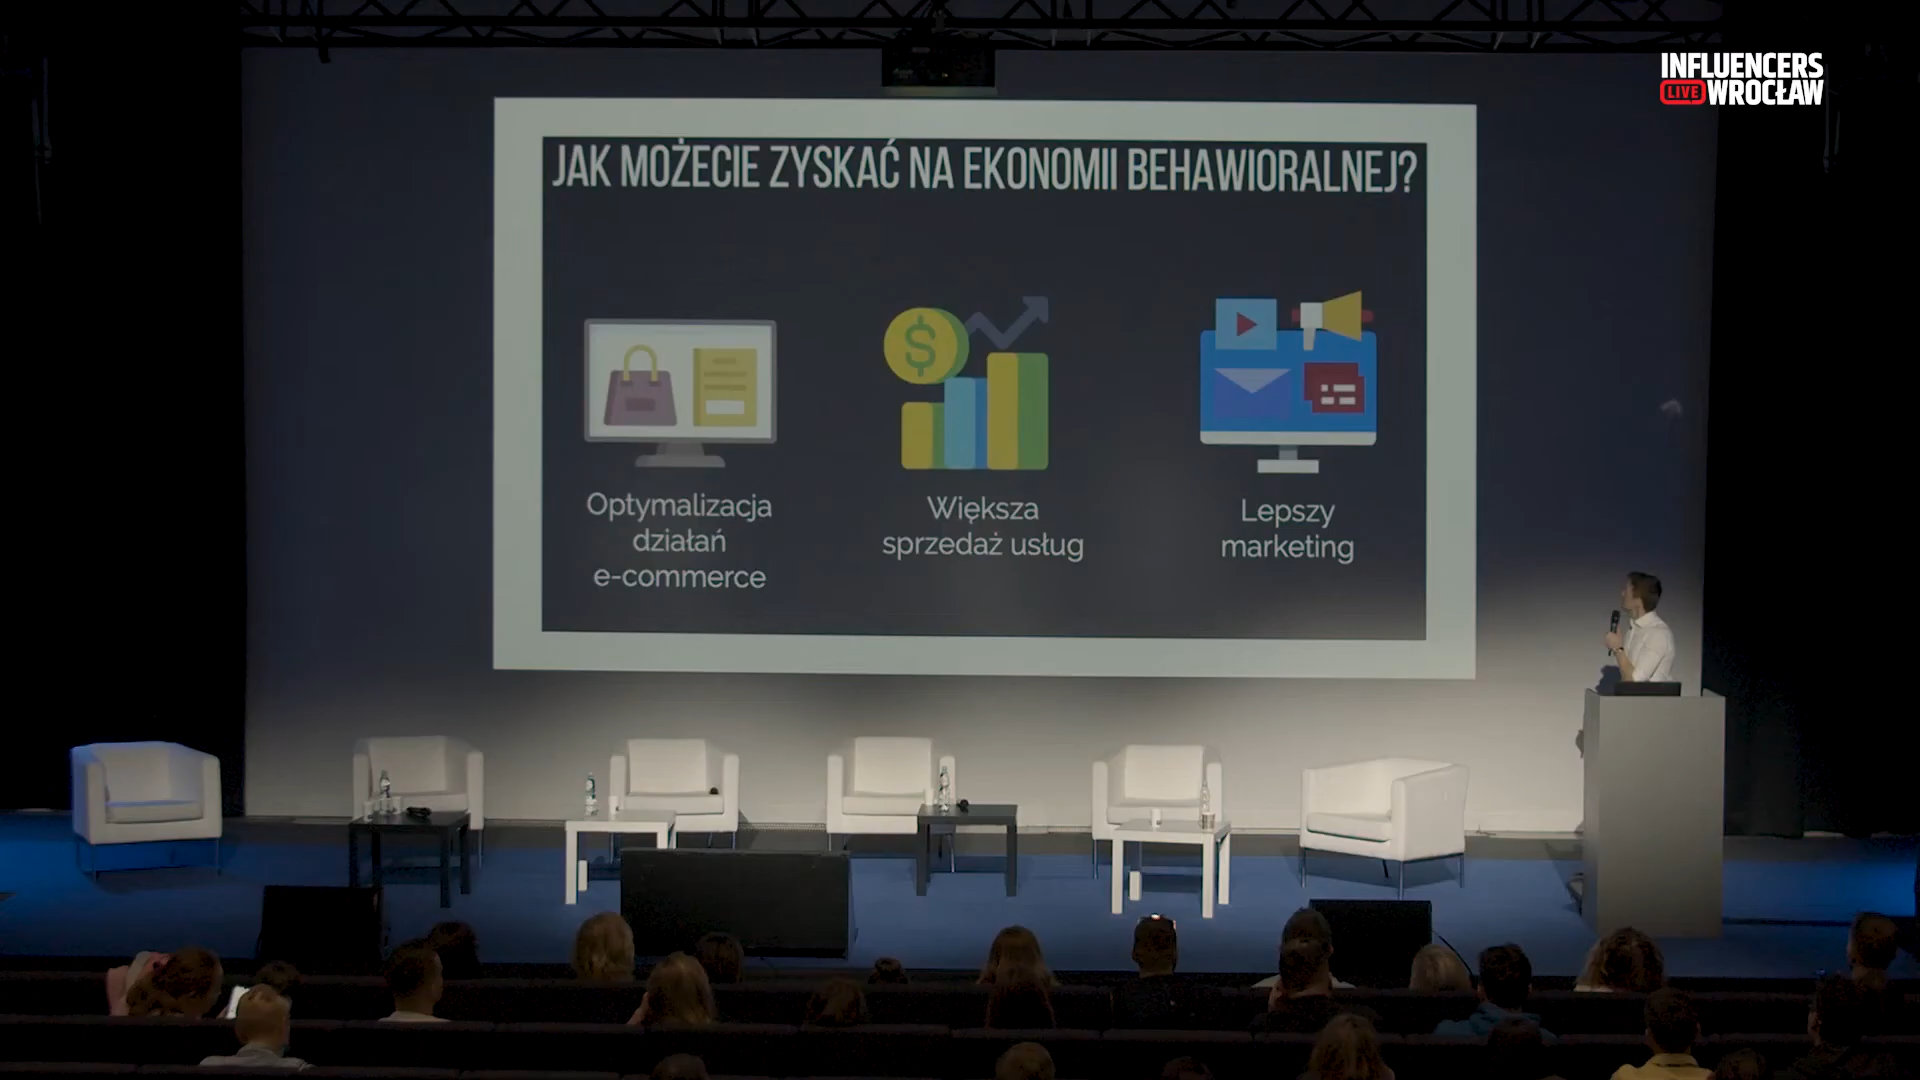 INFLUENCERS
LIVE WROCŁAW
JAK MOŻECIE ZYSKAĆ NA EKONOMII BEHAWIORALNEJ?
Optymalizacja
działań
e-commerce
Większa
sprzedaż usług
Lepszy
marketing